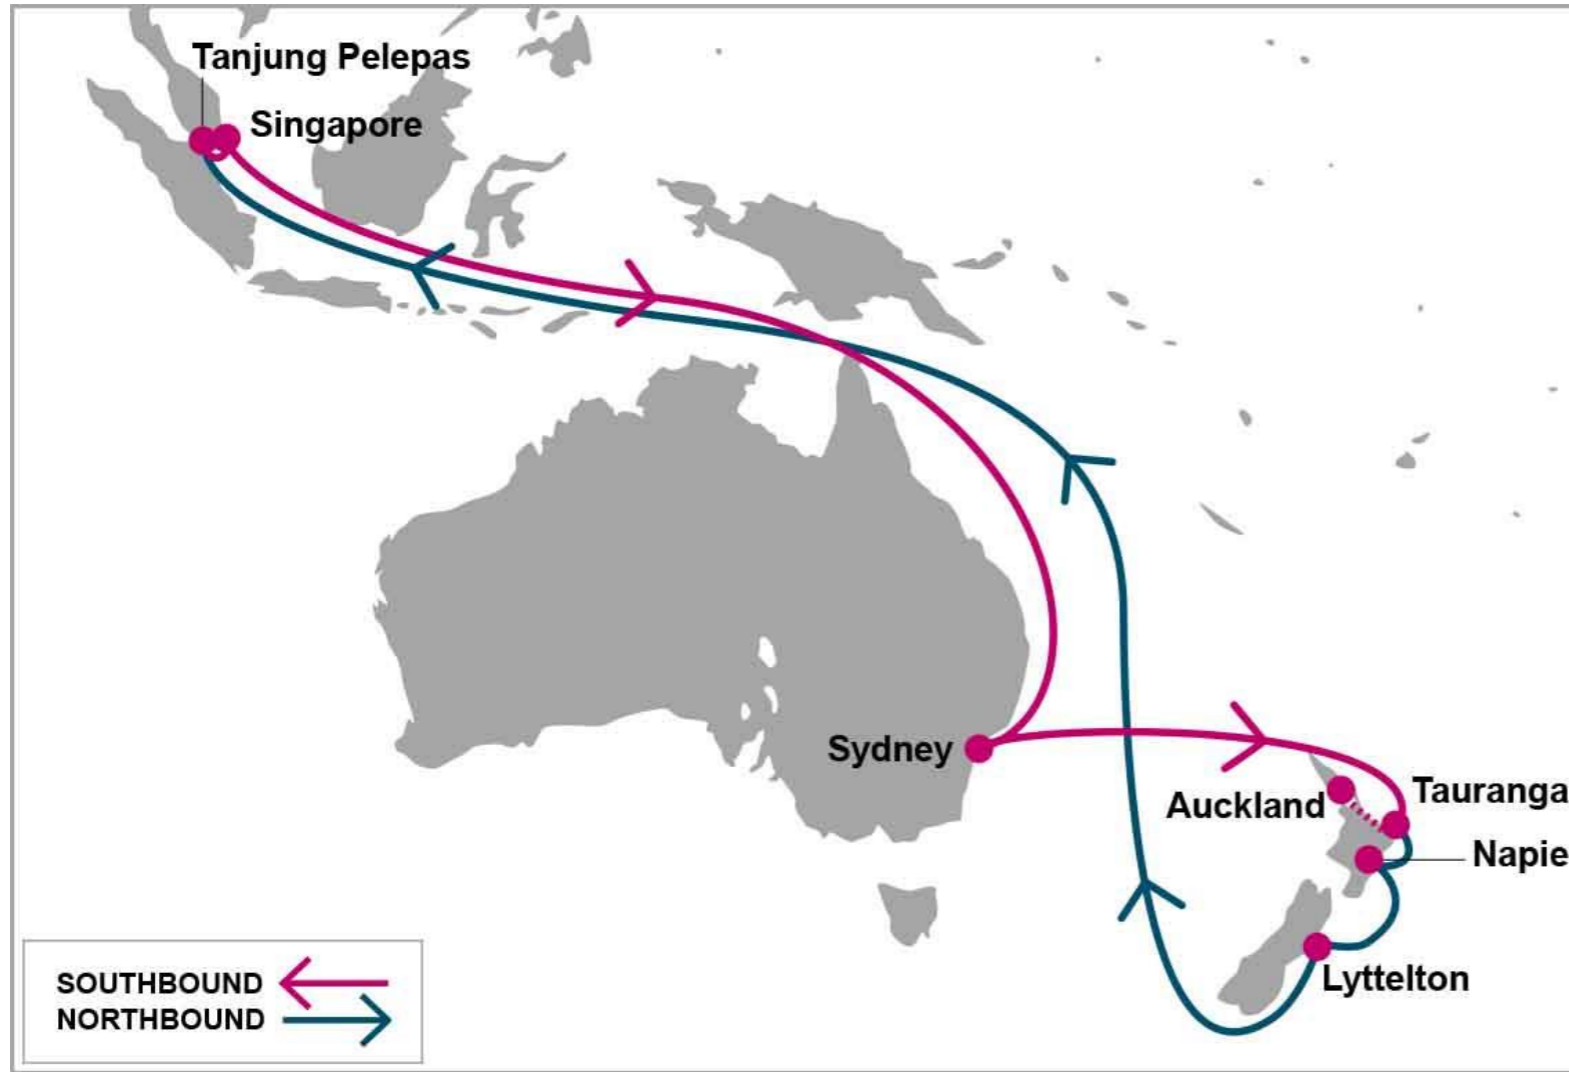 Tanjung Pelepas
Singapore
Sydney
Auckland
Tauranga
Napie
Lyttelton
SOUTHBOUND
NORTHBOUND